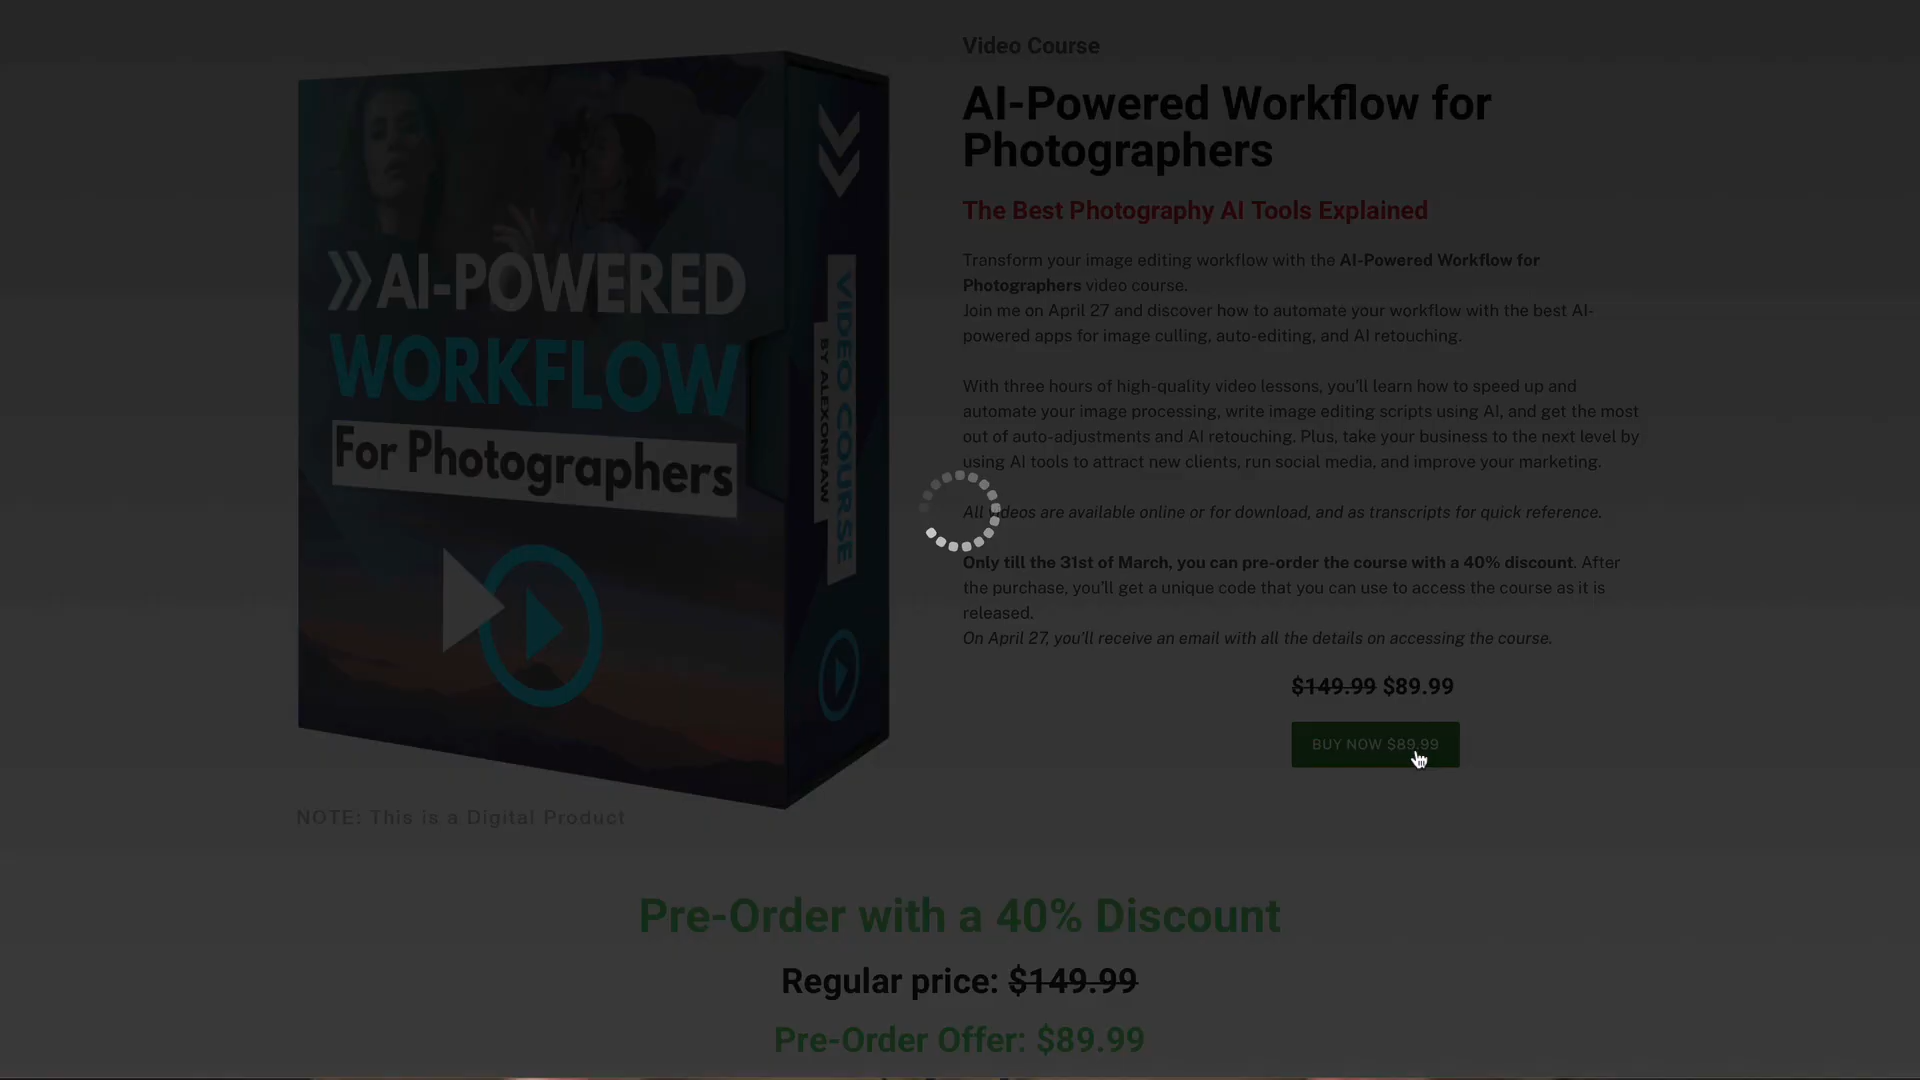 »AI-POWERED
WORKFLOW
For Photographers
VIDEO COURSE
BY ALEXONRAW
NOTE: This is a Digital Product
Video Course
AI-Powered Workflow for
Photographers
The Best Photography AI Tools Explained
Transform your image editing workflow with the AI-Powered Workflow for
Photographers video course.
Join me on April 27 and discover how to automate your workflow with the best AI-
powered apps for image culling, auto-editing, and AI retouching.
With three hours of high-quality video lessons, you'll learn how to speed up and
automate your image processing, write image editing scripts using AI, and get the most
out of auto-adjustments and AI retouching. Plus, take your business to the next level by
using AI tools to attract new clients, run social media, and improve your marketing.
All videos are available online or for download, and as transcripts for quick reference.
Only till the 31st of March, you can pre-order the course with a 40% discount. After
the purchase, you'll get a unique code that you can use to access the course as it is
released.
On April 27, you'll receive an email with all the details on accessing the course.
$149.99 $89.99
BUY NOW $89.99
Pre-Order with a 40% Discount
Regular price: $149.99
Pre-Order Offer: $89.99